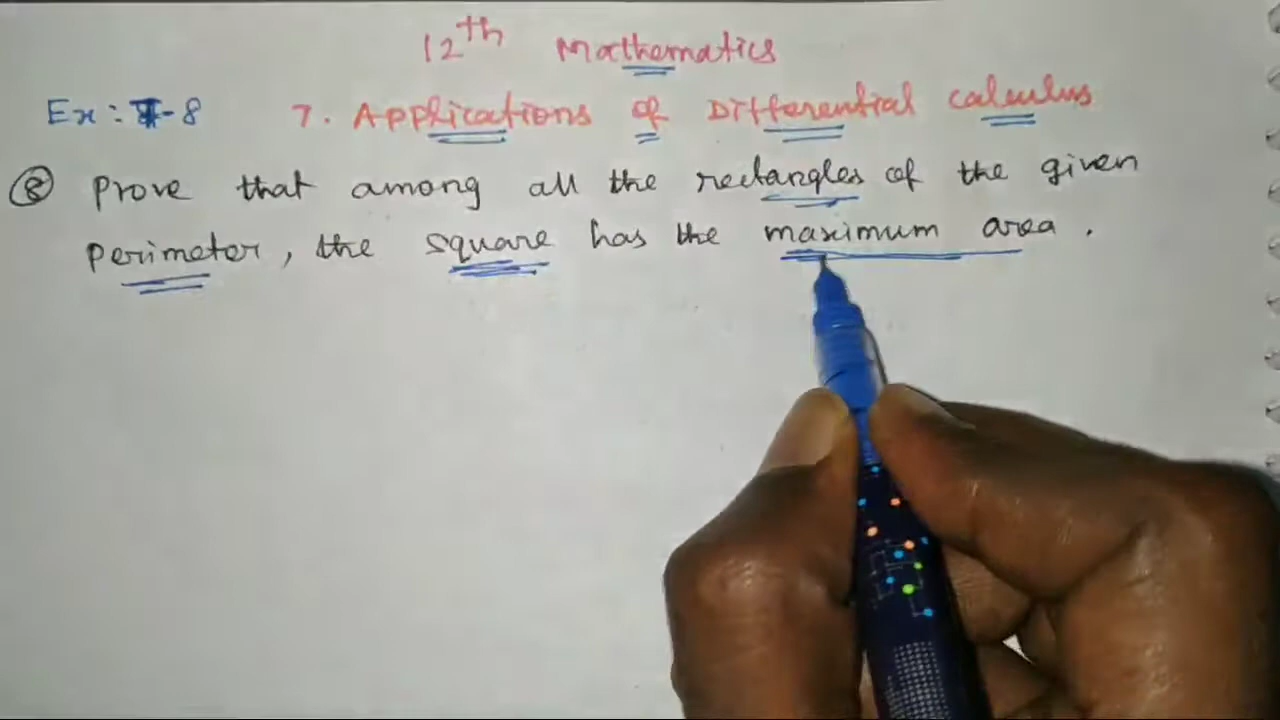 12th Mathematics
Ex: 7-8 7. Applications of Differential calculus
⑧ Prove that among all the rectangles of the given
perimeter, the square has the maximum area.